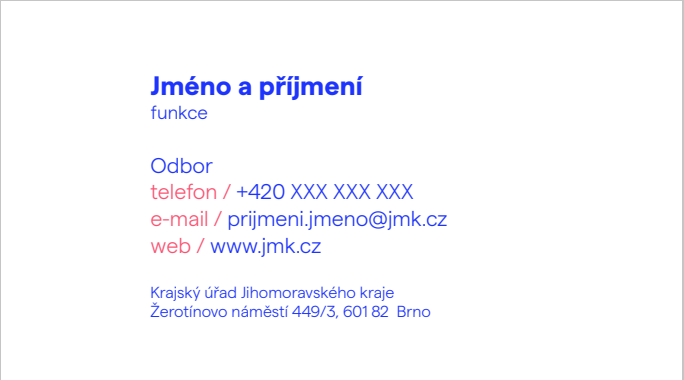 Jméno a příjmení
funkce
Odbor
telefon / +420 XXX XXX XXX
e-mail / prijmeni.jmeno@jmk.cz
web / www.jmk.cz
Krajský úřad Jihomoravského kraje
Žerotínovo náměstí 449/3, 601 82 Brno